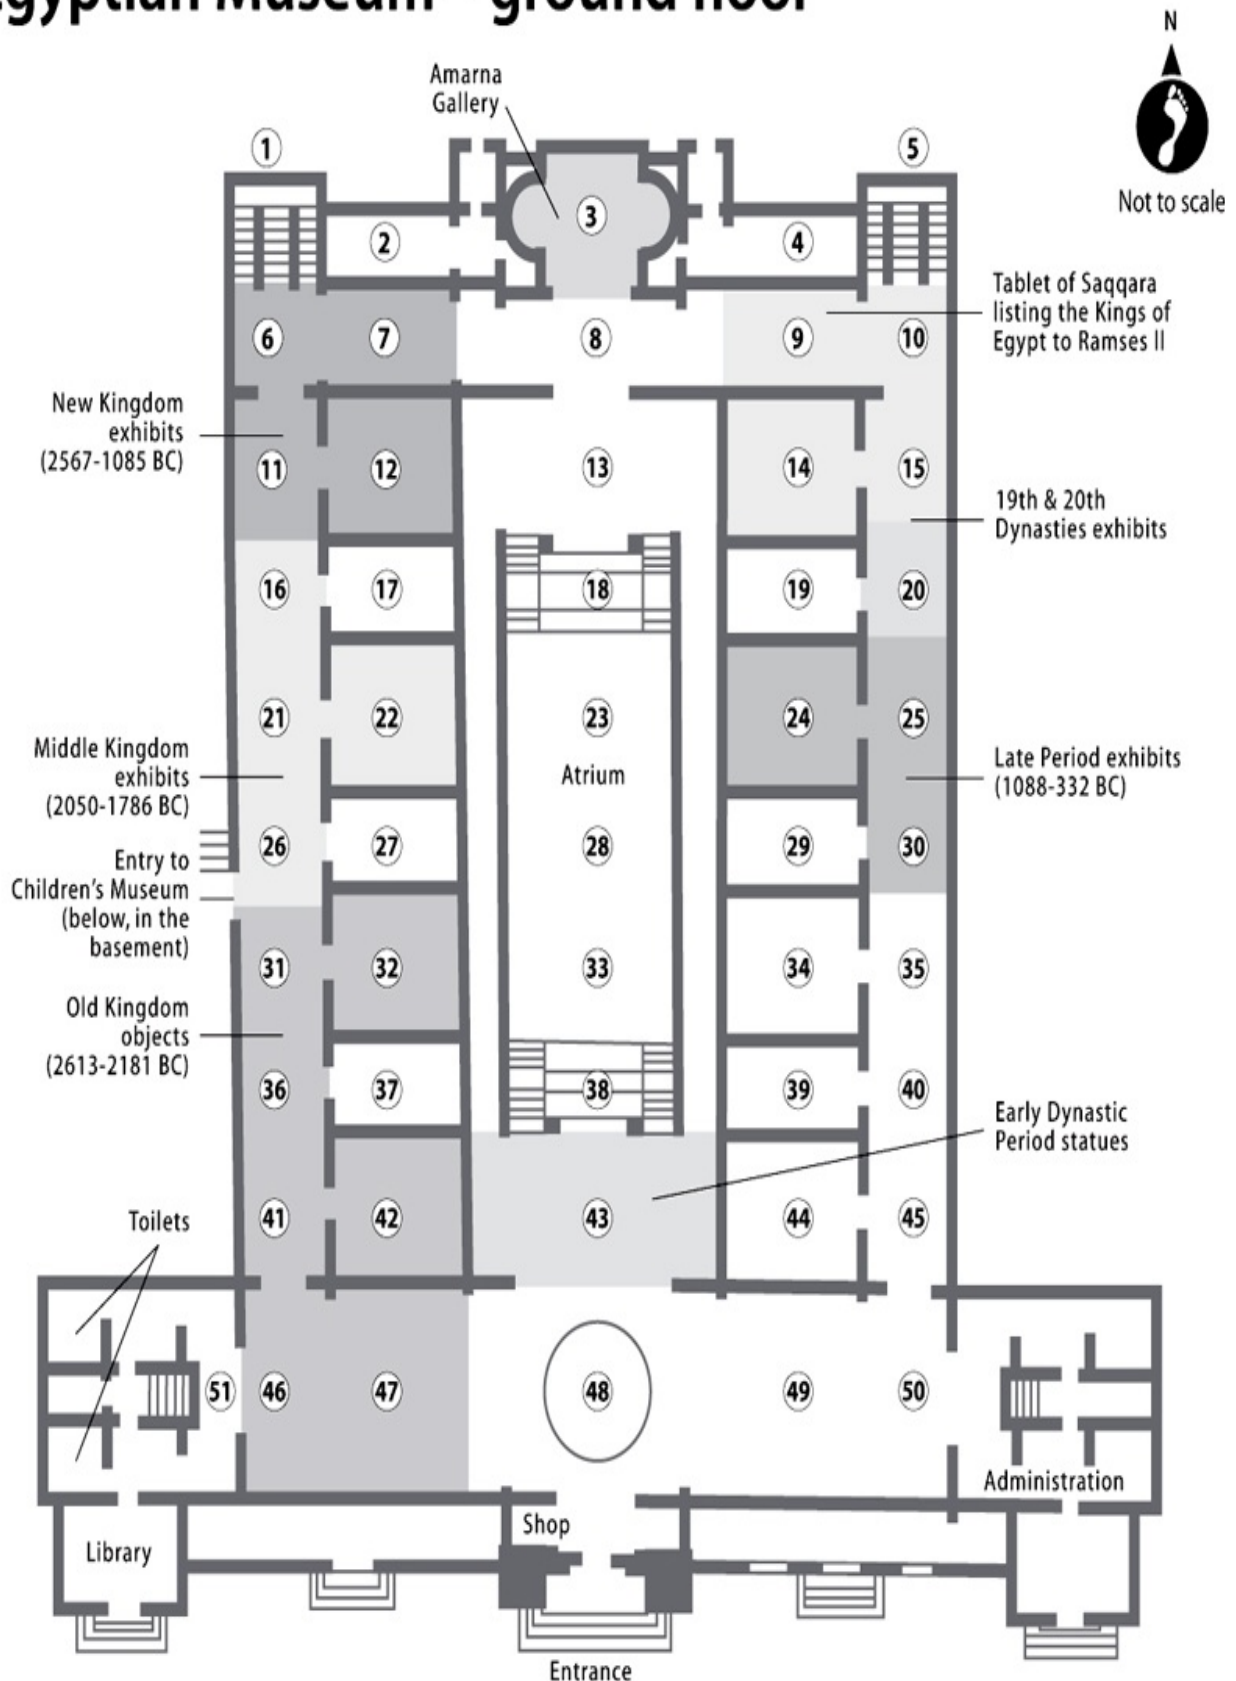 Egyptian Museum – ground floor
N
Not to scale
Amarna
Gallery
1
5
3
2
4
Tablet of Saqqara
listing the Kings of
Egypt to Ramses II
6
7
8
9
10
New Kingdom
exhibits
(2567-1085 BC)
11
12
13
14
15
19th & 20th
Dynasties exhibits
16
17
18
19
20
21
22
23
24
25
Middle Kingdom
exhibits
(2050-1786 BC)
Atrium
Late Period exhibits
(1088-332 BC)
26
27
28
29
30
Entry to
Children's Museum
(below, in the
basement)
31
32
33
34
35
Old Kingdom
objects
(2613-2181 BC)
36
37
38
39
40
Early Dynastic
Period statues
41
42
43
44
45
Toilets
51
46
47
48
49
50
Administration
Shop
Library
Entrance